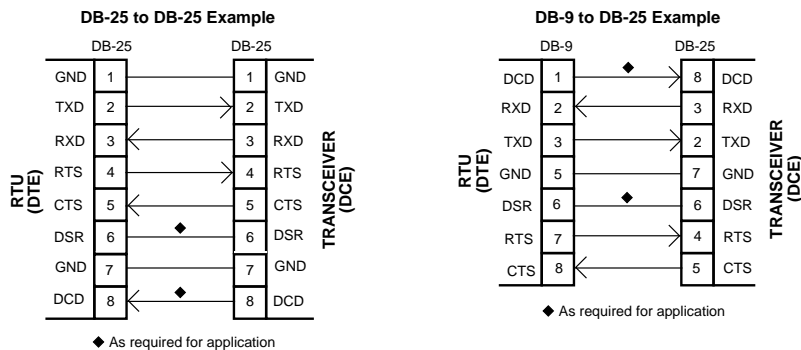 DB-25 to DB-25 Example
DB-25 DB-25
RTU
(DTE)
GND 1 1 GND
TXD 2 2 TXD
RXD 3 3 RXD
RTS 4 4 RTS
CTS 5 5 CTS
DSR 6 6 DSR
GND 7 7 GND
DCD 8 8 DCD
TRANSCEIVER
(DCE)
As required for application
DB-9 to DB-25 Example
DB-9 DB-25
RTU
(DTE)
DCD 1 8 DCD
RXD 2 3 RXD
TXD 3 2 TXD
GND 5 7 GND
DSR 6 6 DSR
RTS 7 4 RTS
CTS 8 5 CTS
TRANSCEIVER
(DCE)
As required for application